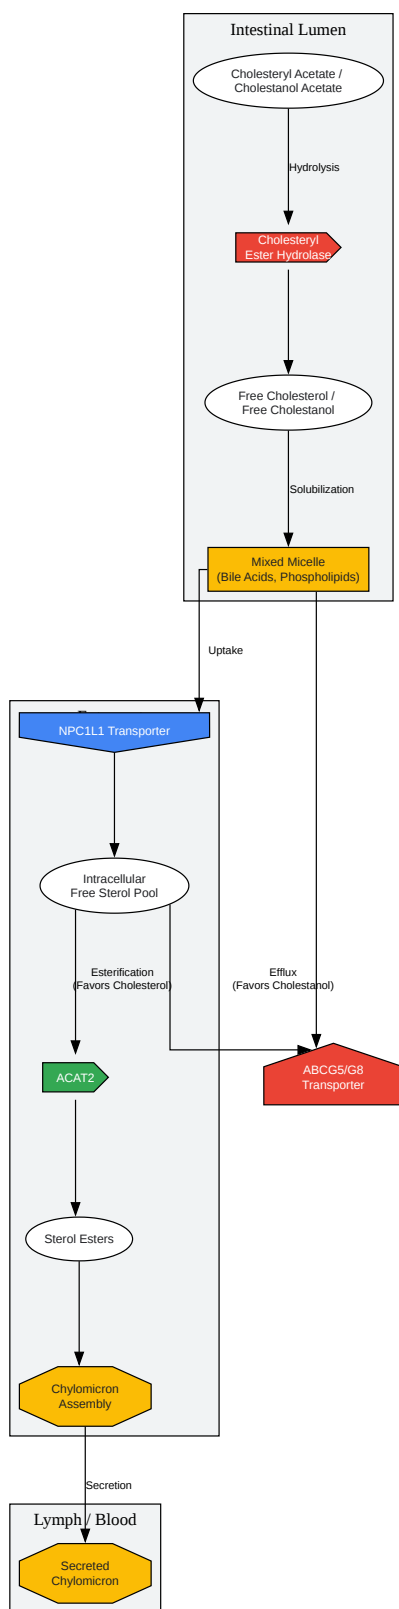 Intestinal Lumen
Cholesteryl Acetate /
Cholestanol Acetate
Hydrolysis
Cholesteryl
Ester Hydrolase
Free Cholesterol /
Free Cholestanol
Solubilization
Mixed Micelle
(Bile Acids, Phospholipids)
Uptake
NPC1L1 Transporter
Intracellular
Free Sterol Pool
Esterification
(Favors Cholesterol)
Efflux
(Favors Cholestanol)
ABCG5/G8
Transporter
ACAT2
Sterol Esters
Chylomicron
Assembly
Secretion
Lymph / Blood
Secreted
Chylomicron